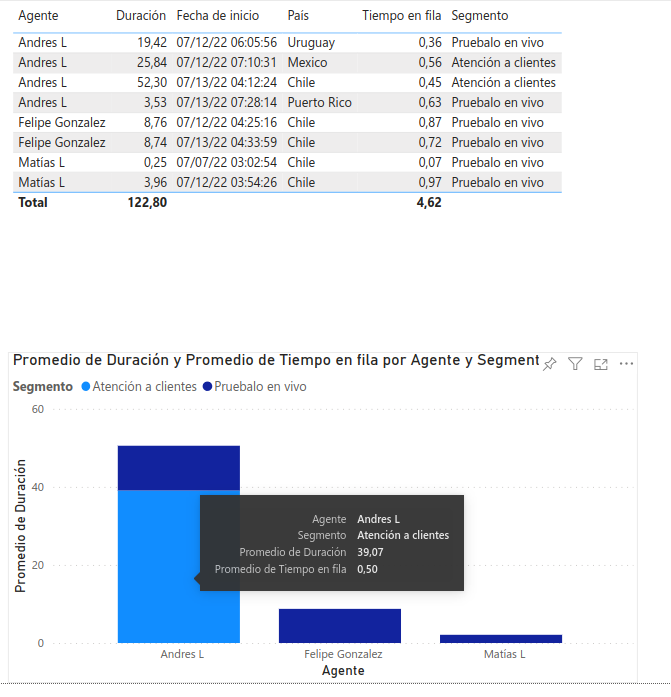 Agente Duración Fecha de inicio País Tiempo en fila Segmento
Andres L 19,42 07/12/22 06:05:56 Uruguay 0,36 Pruebalo en vivo
Andres L 25,84 07/12/22 07:10:31 Mexico 0,56 Atención a clientes
Andres L 52,30 07/13/22 04:12:24 Chile 0,45 Atención a clientes
Andres L 3,53 07/13/22 07:28:14 Puerto Rico 0,63 Pruebalo en vivo
Felipe Gonzalez 8,76 07/12/22 04:25:16 Chile 0,87 Pruebalo en vivo
Felipe Gonzalez 8,74 07/13/22 04:33:59 Chile 0,72 Pruebalo en vivo
Matías L 0,25 07/07/22 03:02:54 Chile 0,07 Pruebalo en vivo
Matías L 3,96 07/12/22 03:54:26 Chile 0,97 Pruebalo en vivo
Total 122,80 4,62
Promedio de Duración y Promedio de Tiempo en fila por Agente y Segment
Segmento Atención a clientes Pruebalo en vivo
60
40
20
0
Promedio de Duración
Agente Andres L
Segmento Atención a clientes
Promedio de Duración 39,07
Promedio de Tiempo en fila 0,50
Andres L Felipe Gonzalez Matías L
Agente